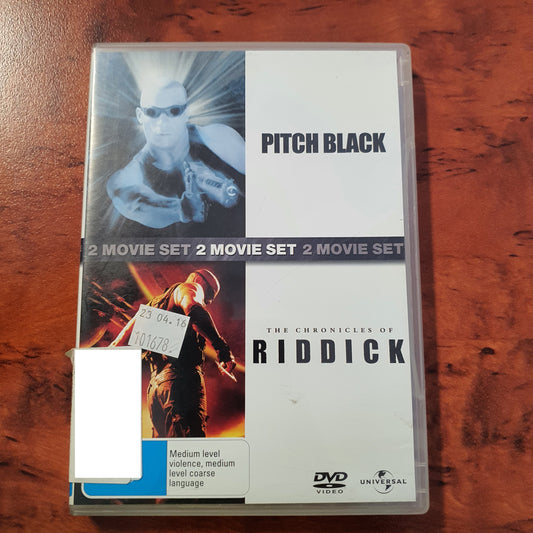 PITCH BLACK
2 MOVIE SET 2 MOVIE SET 2 MOVIE SET
23 04.16
101678
THE CHRONICLES OF
RIDDICK
Medium level
violence, medium
level coarse
language
DVD
VIDEO
UNIVERSAL